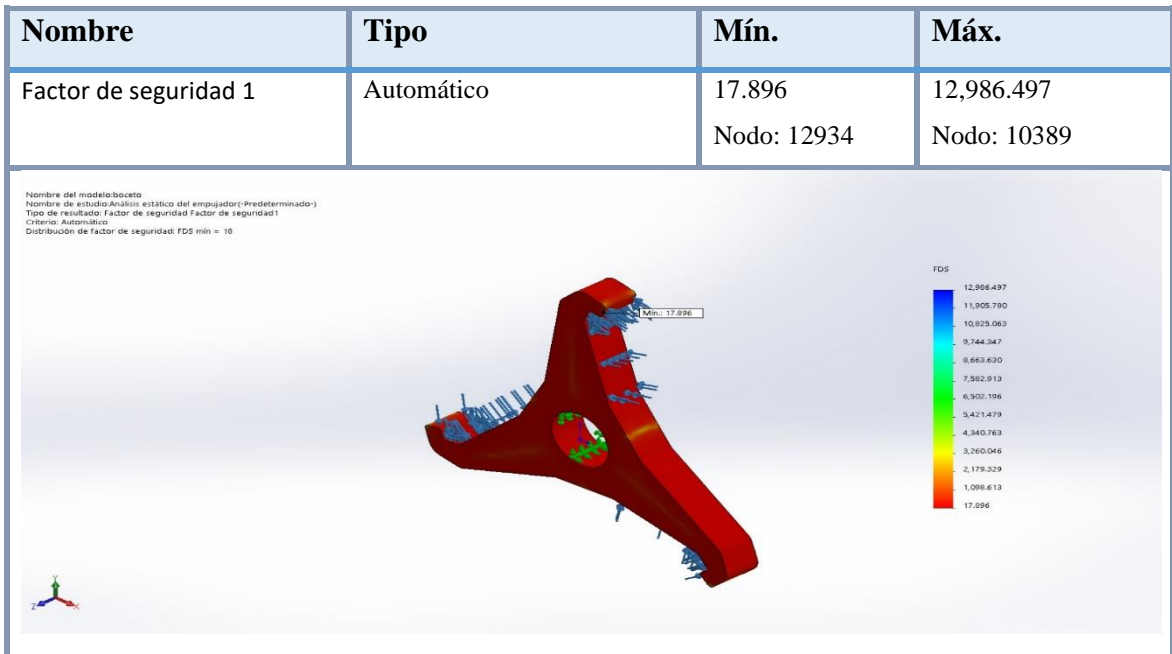 Nombre Tipo Mín. Máx.
Factor de seguridad 1 Automático 17.896 12,986.497
Nodo: 12934 Nodo: 10389
Nombre del modelo:boceto
Nombre de estudio:Análisis estático del empujador(-Predeterminado-)
Tipo de resultado: Factor de seguridad Factor de seguridad1
Criterio: Automático
Distribución de factor de seguridad: FDS mín = 18
FDS
12,986.497
11,905.780
10,825.063
9,744.347
8,663.630
7,582.913
6,502.196
5,421.479
4,340.763
3,260.046
2,179.329
1,098.613
17.896
Mín.: 17.896
Y
Z
X